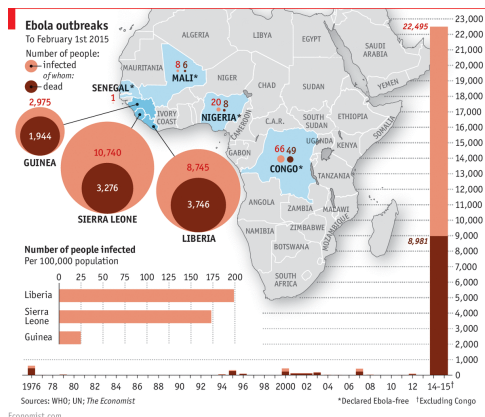 Ebola outbreaks
To February 1st 2015
Number of people:
infected
of whom:
dead
2,975
1,944
GUINEA
10,740
3,276
SIERRA LEONE
8,745
3,746
LIBERIA
SENEGAL*
1
8 6
MALI*
20 8
NIGERIA*
66 49
CONGO*
MAURITANIA
ALGERIA
LIBYA
EGYPT
SAUDI
ARABIA
YEMEN
NIGER
CHAD
SUDAN
IVORY
COAST
CAMEROON
C.A.R.
SOUTH
SUDAN
ETHIOPIA
SOMALIA
GABON
UGANDA
KENYA
TANZANIA
ANGOLA
ZAMBIA
MALAWI
MOZAMBIQUE
NAMIBIA
ZIMBABWE
BOTSWANA
SOUTH
AFRICA
22,495
8,981
23,000
22,000
21,000
20,000
19,000
18,000
17,000
16,000
15,000
14,000
13,000
12,000
11,000
10,000
9,000
8,000
7,000
6,000
5,000
4,000
3,000
2,000
1,000
0
Number of people infected
Per 100,000 population
0 25 50 75 100 125 150 175 200
Liberia
Sierra
Leone
Guinea
1976 78 80 82 84 86 88 90 92 94 96 98 2000 02 04 06 08 10 12 14-15†
Sources: WHO; UN; The Economist
*Declared Ebola-free †Excluding Congo
Economist.com